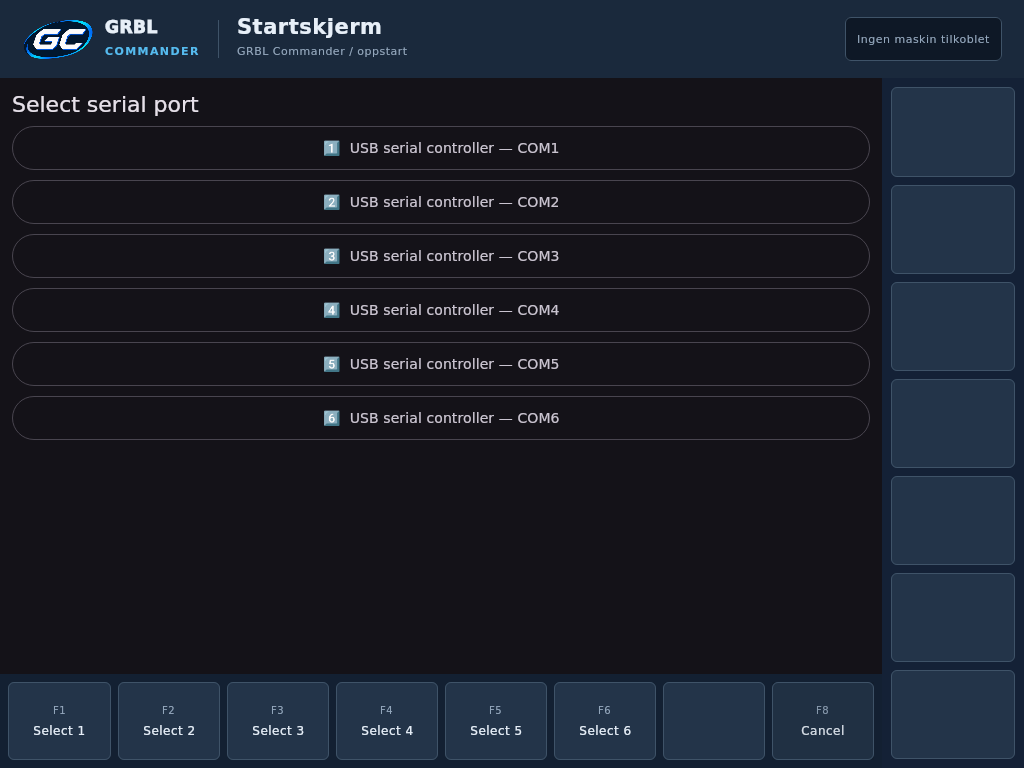 GC
GRBL
COMMANDER
Startskjerm
GRBL Commander / oppstart
Ingen maskin tilkoblet
Select serial port
1 USB serial controller — COM1
2 USB serial controller — COM2
3 USB serial controller — COM3
4 USB serial controller — COM4
5 USB serial controller — COM5
6 USB serial controller — COM6
F1
Select 1
F2
Select 2
F3
Select 3
F4
Select 4
F5
Select 5
F6
Select 6
F8
Cancel